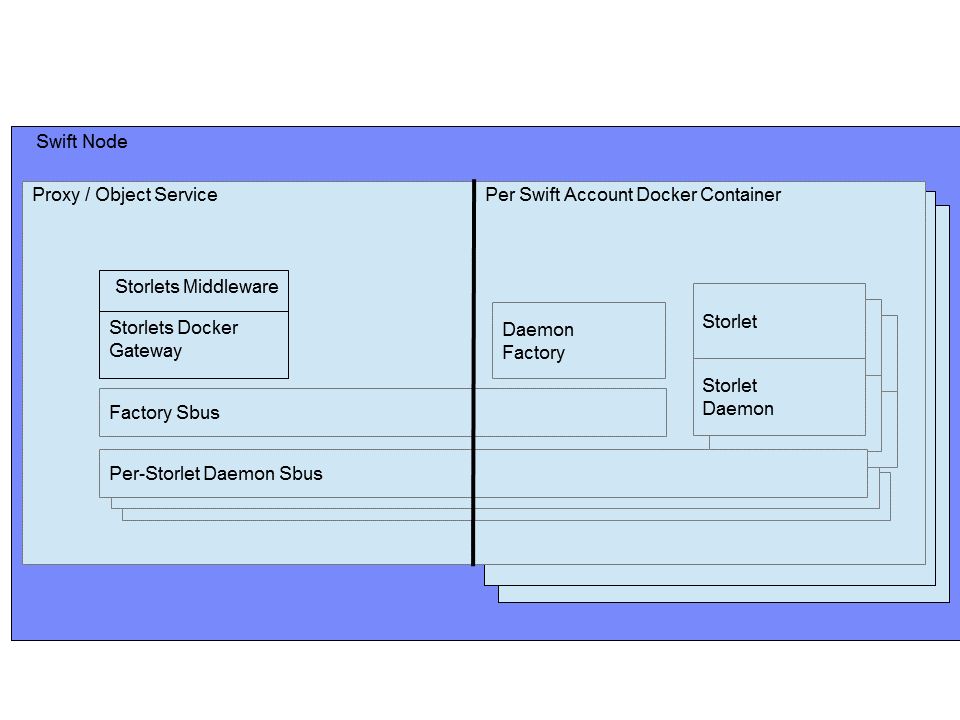 Swift Node
Proxy / Object Service
Per Swift Account Docker Container
Storlets Middleware
Storlets Docker
Gateway
Daemon
Factory
Storlet
Storlet
Daemon
Factory Sbus
Per-Storlet Daemon Sbus